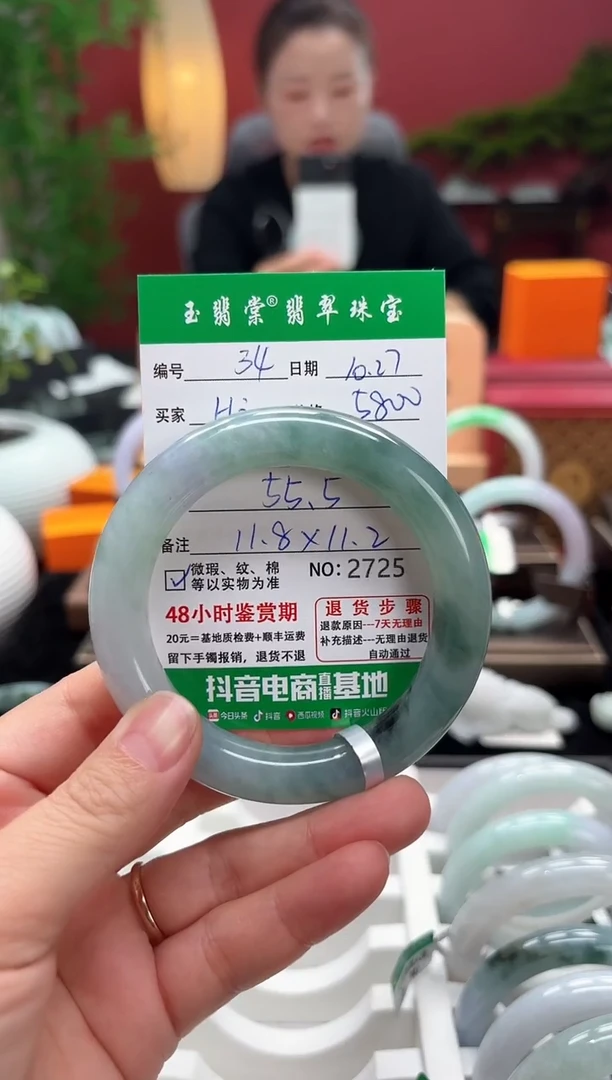 玉翡棠®翡翠珠宝
编号 34 日期 10.27
买家 Hi 5800
55.5
备注 11.8×11.2
微瑕、纹、棉
等以实物为准
NO: 2725
48小时鉴赏期
20元=基地质检费+顺丰运费
留下手镯报销，退货不退
退货步骤
退款原因---7天无理由
补充描述---无理由退货
自动通过
抖音电商直播基地
头条 今日头条 抖音 西瓜视频 抖音火山版